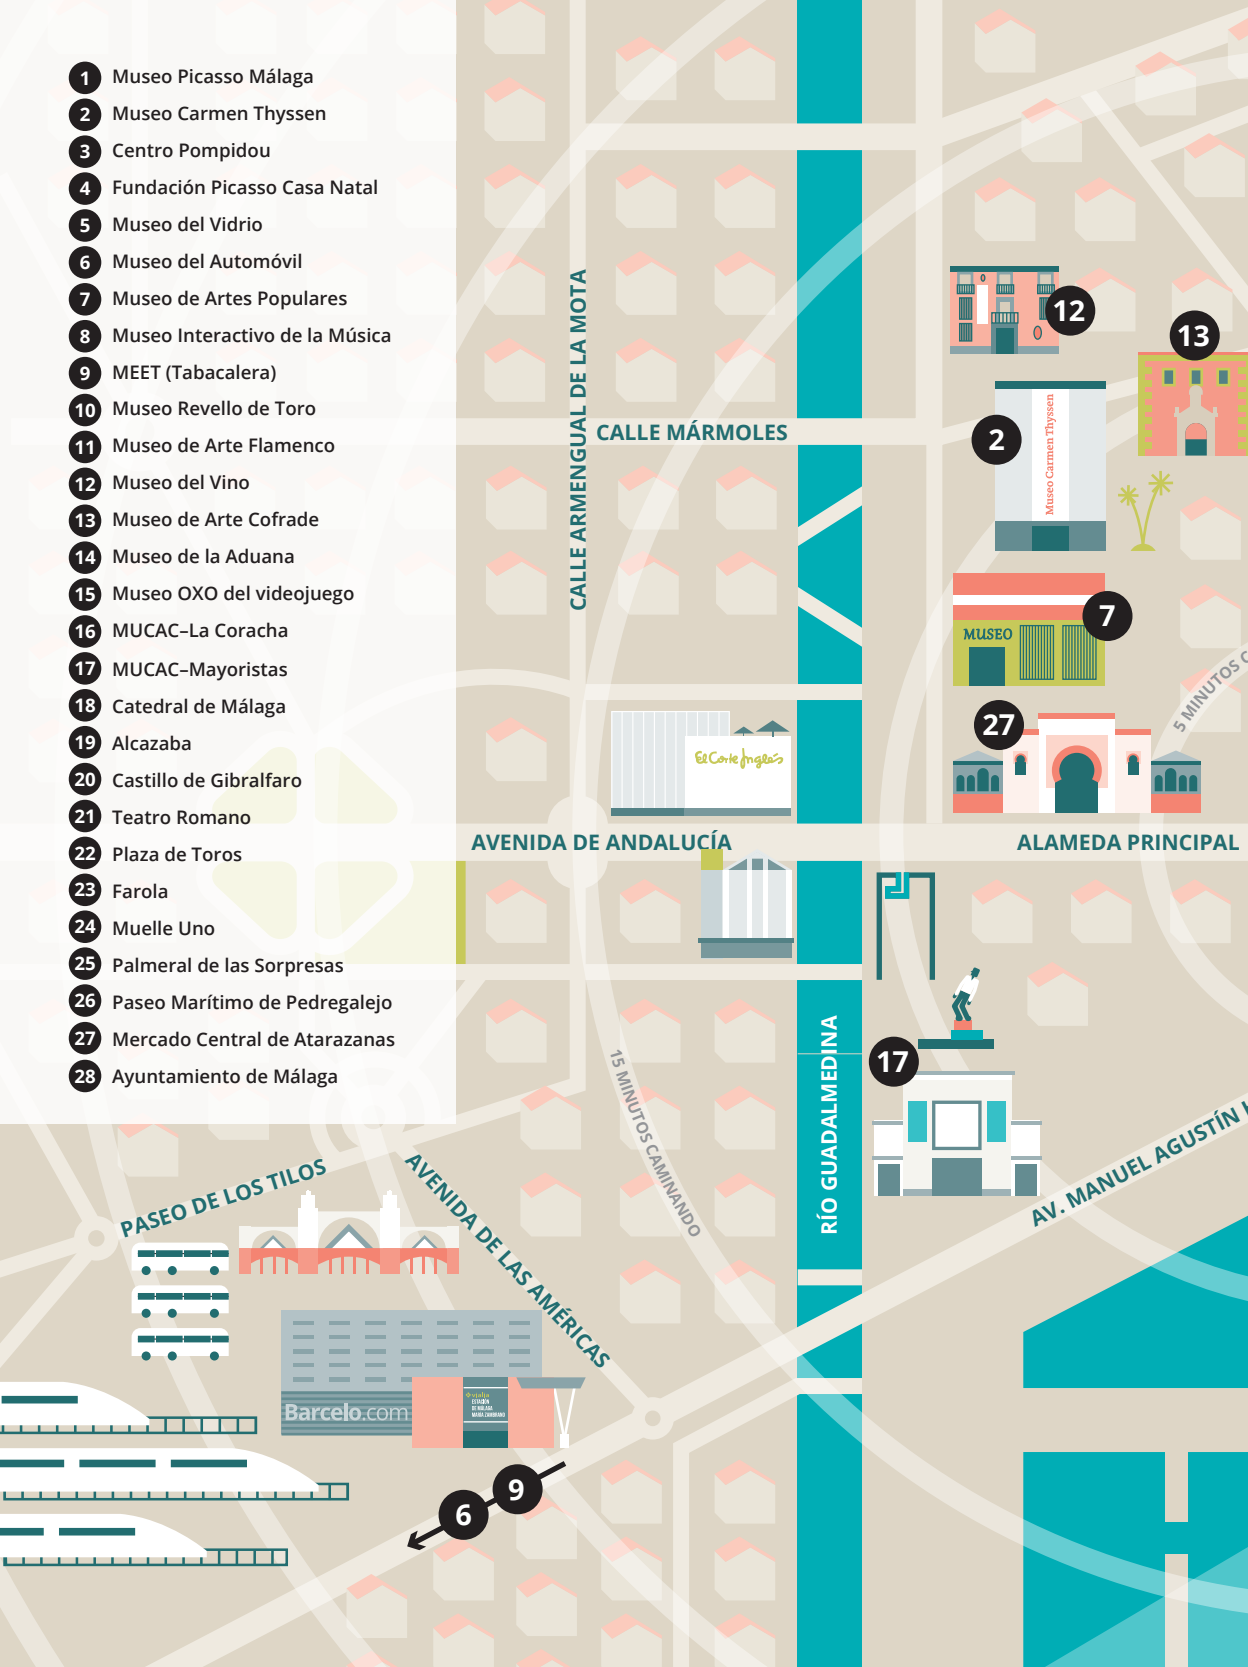 1 Museo Picasso Málaga
2 Museo Carmen Thyssen
3 Centro Pompidou
4 Fundación Picasso Casa Natal
5 Museo del Vidrio
6 Museo del Automóvil
7 Museo de Artes Populares
8 Museo Interactivo de la Música
9 MEET (Tabacalera)
10 Museo Revello de Toro
11 Museo de Arte Flamenco
12 Museo del Vino
13 Museo de Arte Cofrade
14 Museo de la Aduana
15 Museo OXO del videojuego
16 MUCAC–La Coracha
17 MUCAC–Mayoristas
18 Catedral de Málaga
19 Alcazaba
20 Castillo de Gibralfaro
21 Teatro Romano
22 Plaza de Toros
23 Farola
24 Muelle Uno
25 Palmeral de las Sorpresas
26 Paseo Marítimo de Pedregalejo
27 Mercado Central de Atarazanas
28 Ayuntamiento de Málaga
CALLE ARMENGUAL DE LA MOTA
CALLE MÁRMOLES
12
13
2
Museo Carmen Thyssen
7
MUSEO
5 MINUTOS
27
El Corte Inglés
AVENIDA DE ANDALUCÍA
ALAMEDA PRINCIPAL
17
RÍO GUADALMEDINA
15 MINUTOS CAMINANDO
AV. MANUEL AGUSTÍN
PASEO DE LOS TILOS
AVENIDA DE LAS AMÉRICAS
Barcelo.com
vialia
ESTACIÓN
DE MÁLAGA
MARÍA ZAMBRANO
9
6